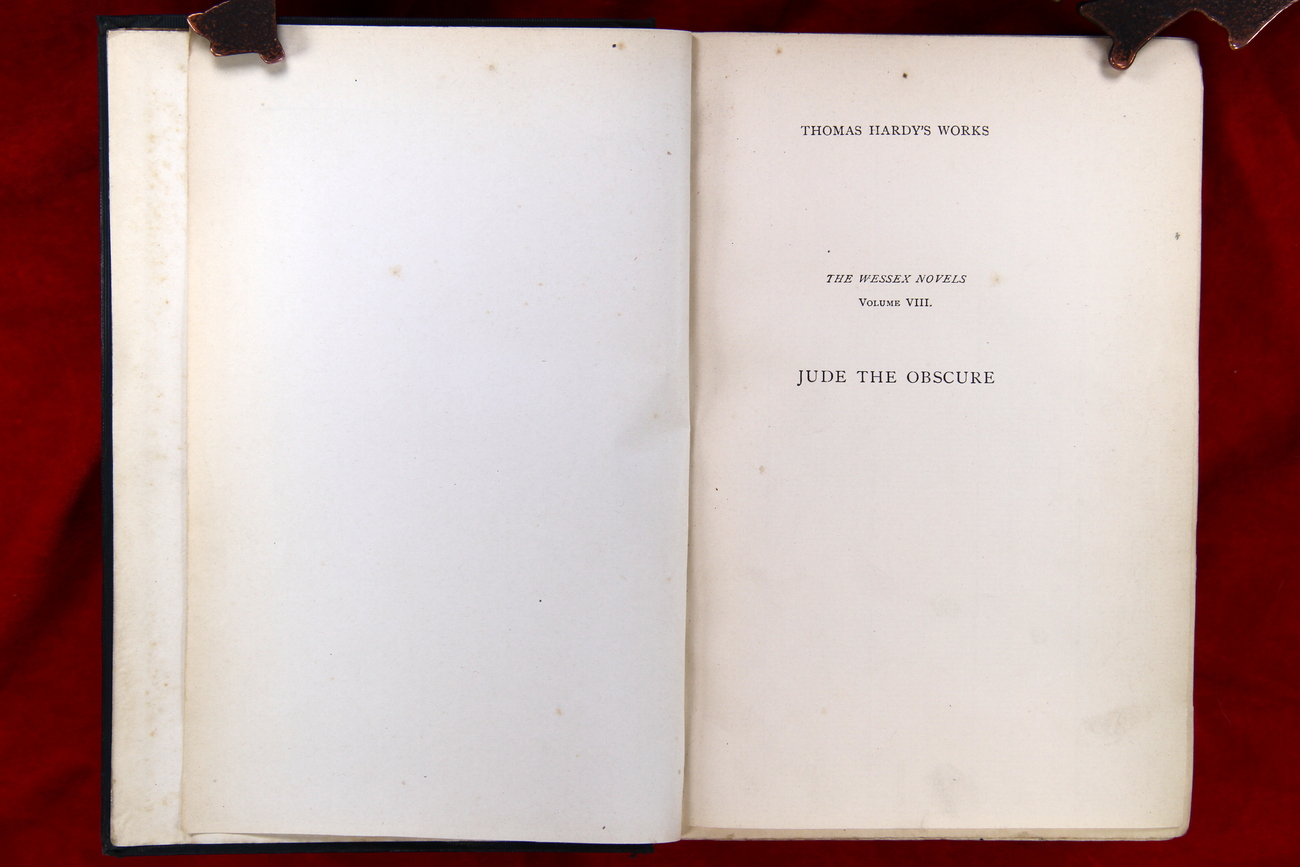 THOMAS HARDY'S WORKS
THE WESSEX NOVELS
VOLUME VIII.
JUDE THE OBSCURE